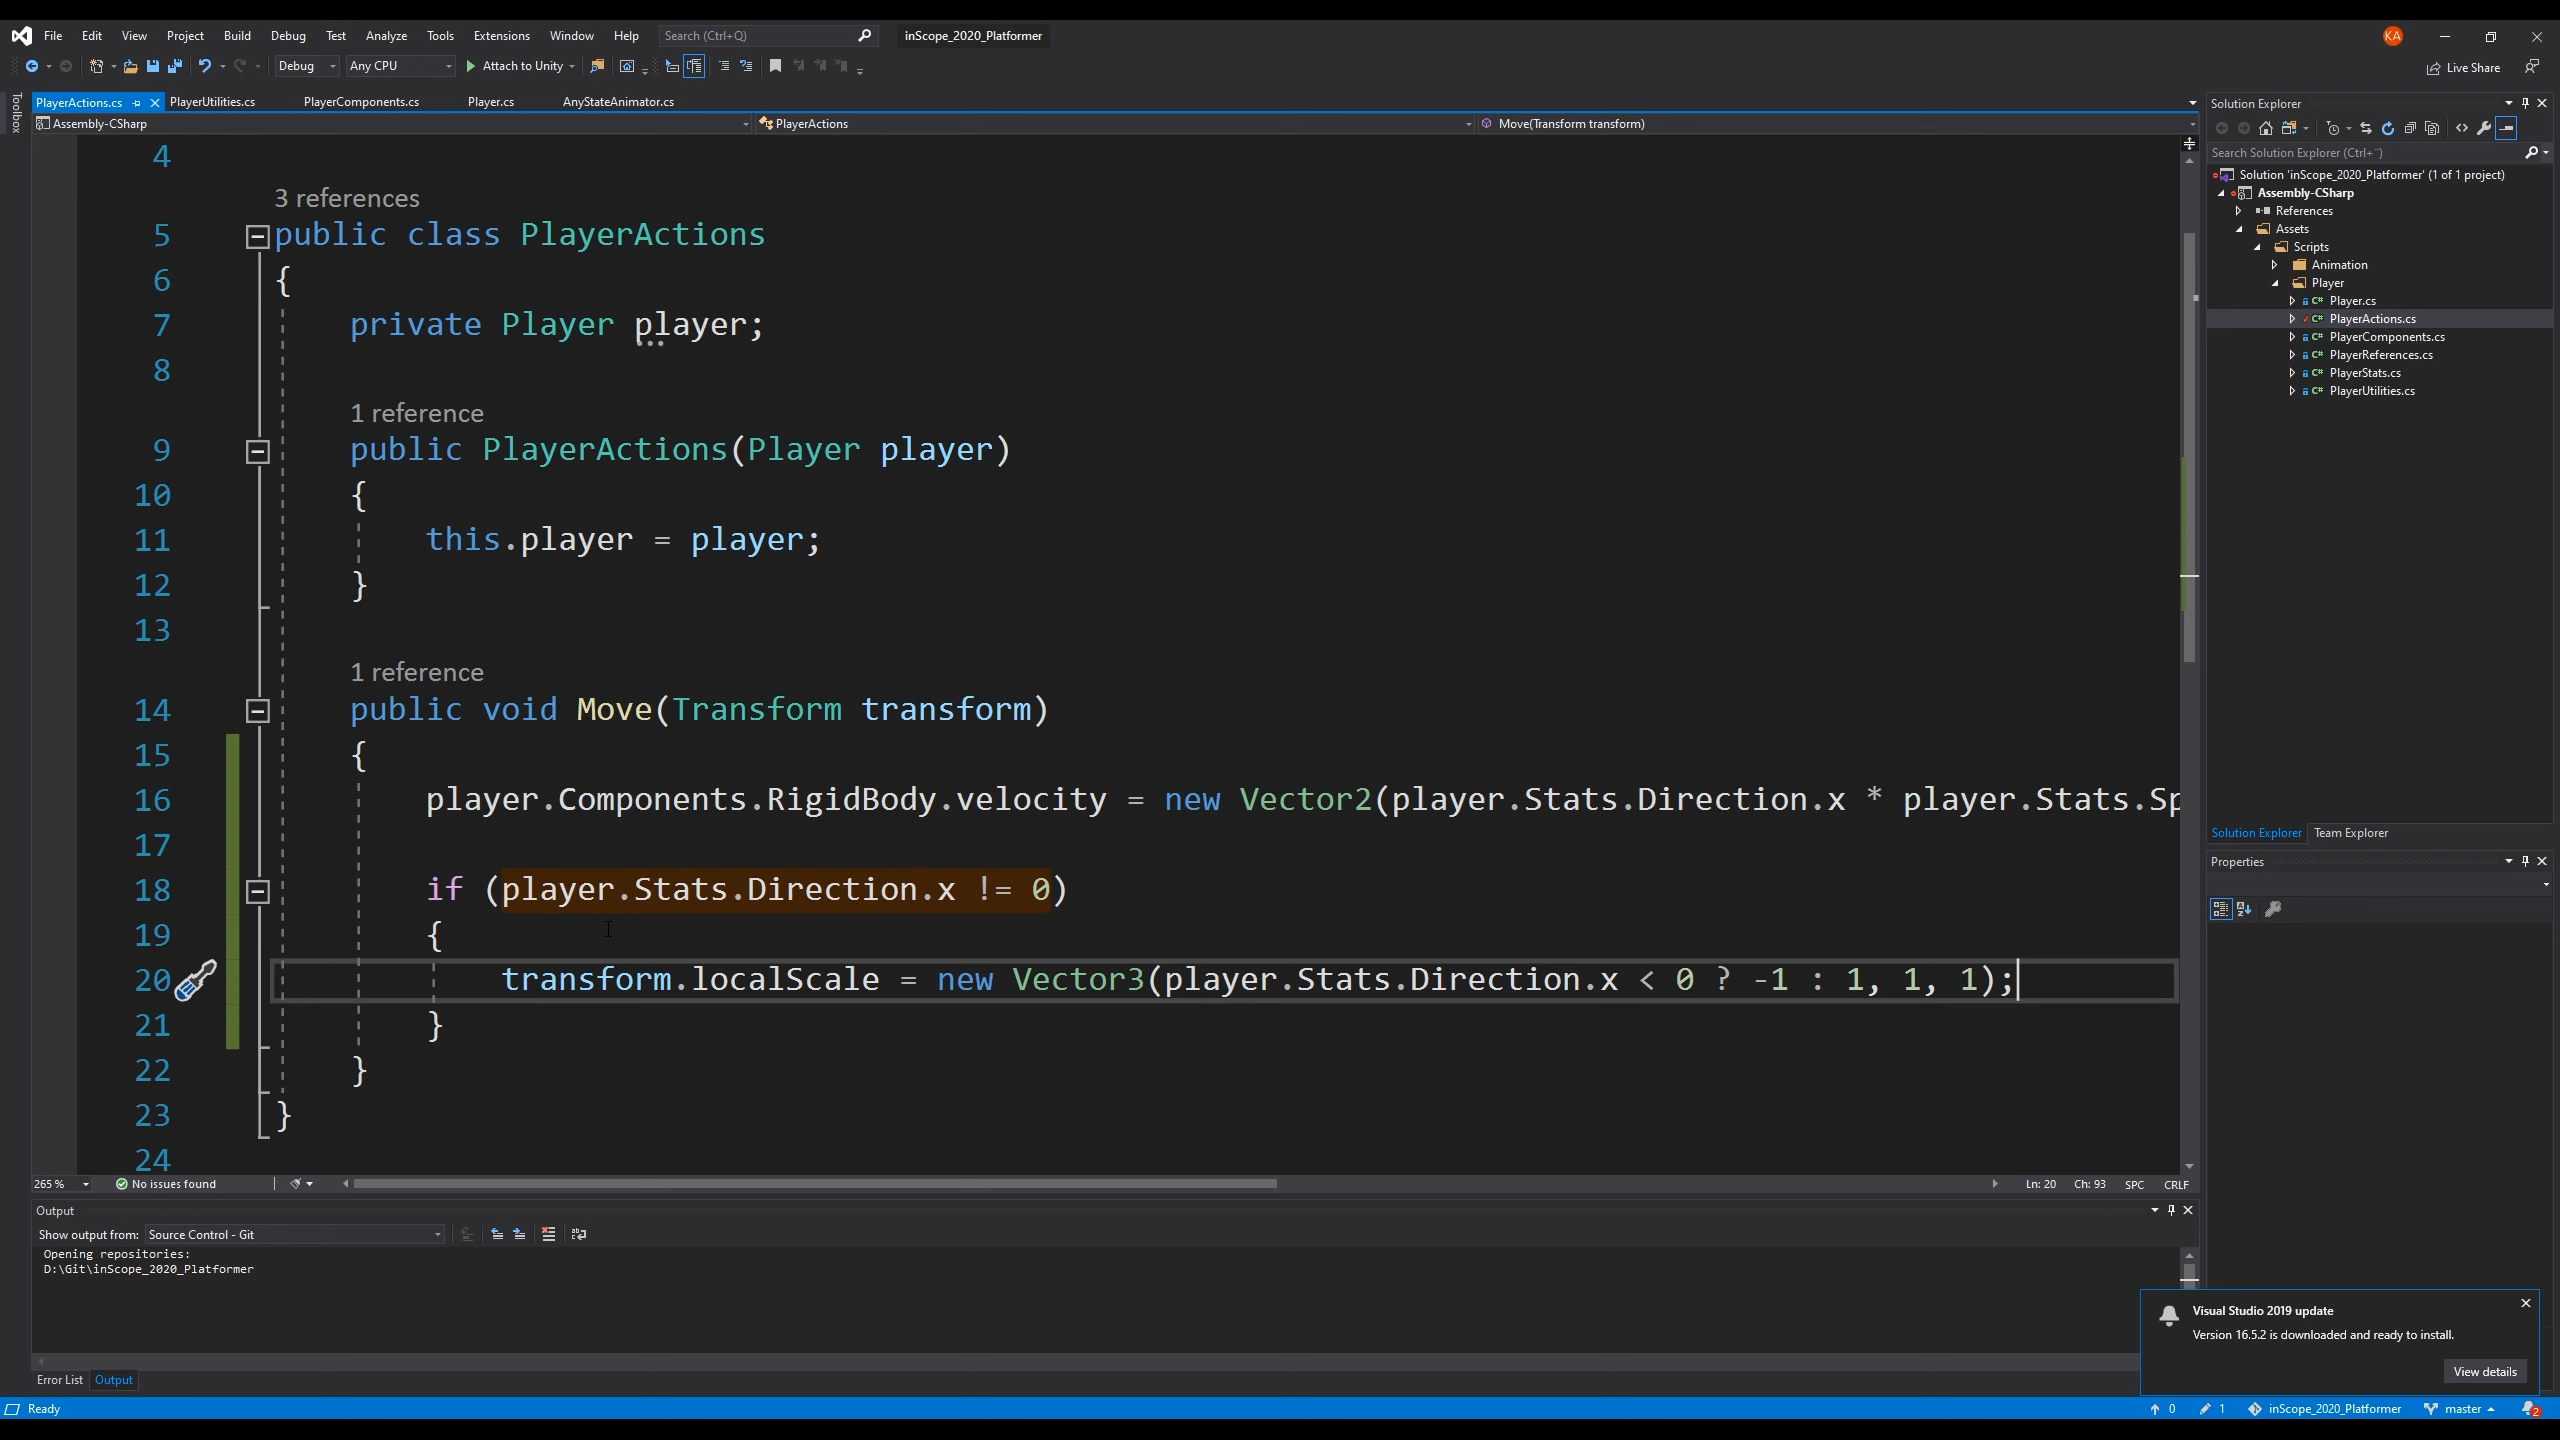 File Edit View Project Build Debug Test Analyze Tools Extensions Window Help Search (Ctrl+Q) inScope_2020_Platformer KA
Debug Any CPU Attach to Unity Live Share
Toolbox
PlayerActions.cs PlayerUtilities.cs PlayerComponents.cs Player.cs AnyStateAnimator.cs
Assembly-CSharp PlayerActions Move(Transform transform)
4
3 references
5 public class PlayerActions
6 {
7 private Player player;
8
1 reference
9 public PlayerActions(Player player)
10 {
11 this.player = player;
12 }
13
1 reference
14 public void Move(Transform transform)
15 {
16 player.Components.RigidBody.velocity = new Vector2(player.Stats.Direction.x * player.Stats.Sp
17
18 if (player.Stats.Direction.x != 0)
19 {
20 transform.localScale = new Vector3(player.Stats.Direction.x < 0 ? -1 : 1, 1, 1);
21 }
22 }
23 }
24
265 % No issues found Ln: 20 Ch: 93 SPC CRLF
Output
Show output from: Source Control - Git
Opening repositories:
D:\Git\inScope_2020_Platformer
Error List Output
Solution Explorer
Search Solution Explorer (Ctrl+¨)
Solution 'inScope_2020_Platformer' (1 of 1 project)
Assembly-CSharp
References
Assets
Scripts
Animation
Player
C# Player.cs
C# PlayerActions.cs
C# PlayerComponents.cs
C# PlayerReferences.cs
C# PlayerStats.cs
C# PlayerUtilities.cs
Solution Explorer Team Explorer
Properties
Visual Studio 2019 update
Version 16.5.2 is downloaded and ready to install.
View details
Ready 0 1 inScope_2020_Platformer master 2